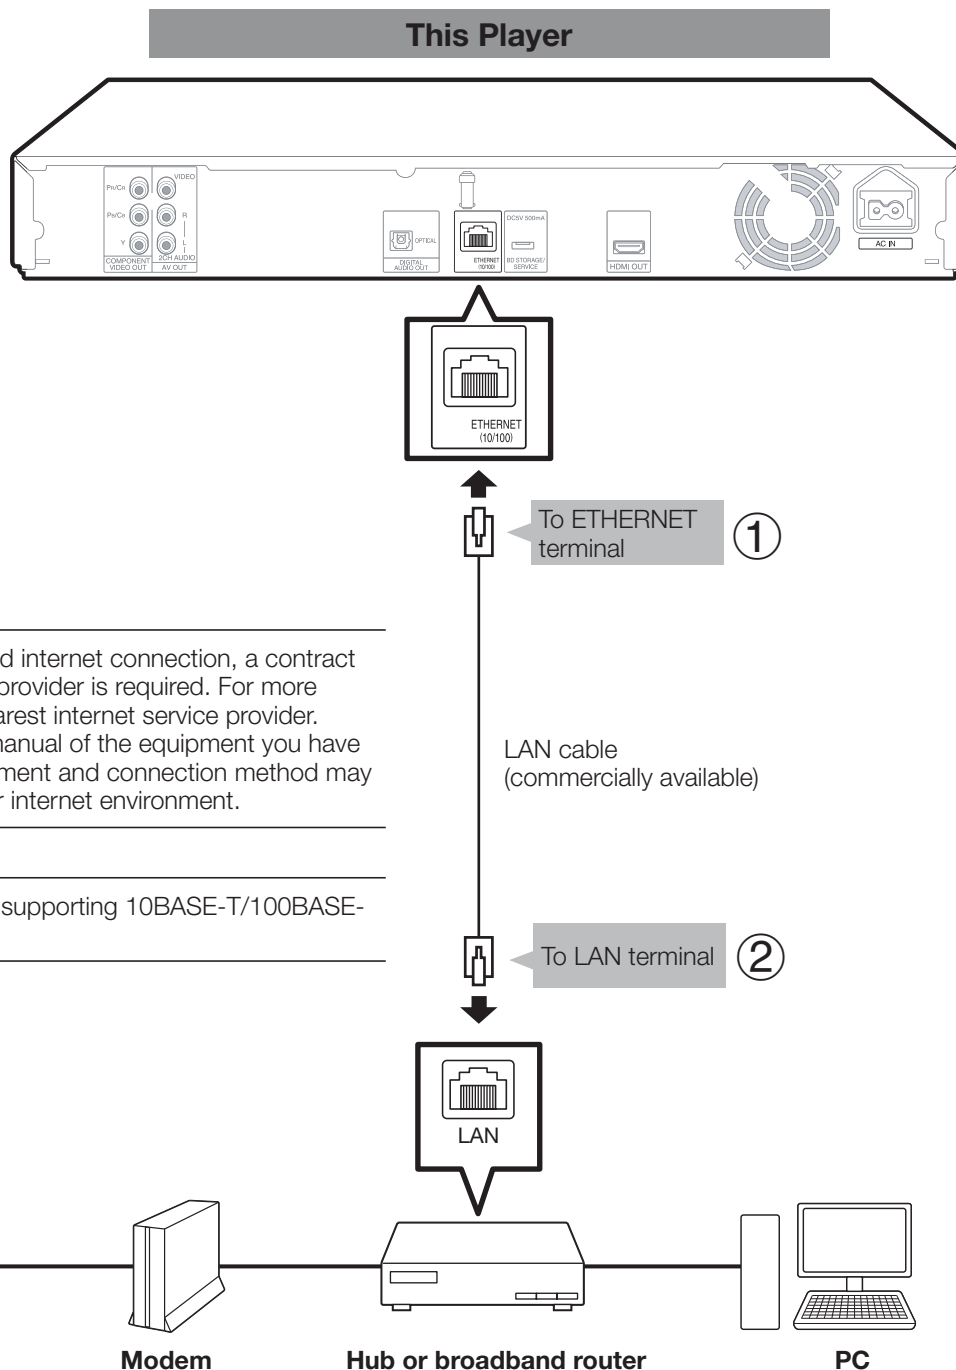 This Player
VIDEO
PR/CR
PB/CB
R
Y
L
COMPONENT
VIDEO OUT
2CH AUDIO
AV OUT
OPTICAL
DIGITAL
AUDIO OUT
ETHERNET
(10/100)
DC5V 500mA
BD STORAGE/
SERVICE
HDMI OUT
AC IN
ETHERNET
(10/100)
To ETHERNET
terminal
1
d internet connection, a contract
provider is required. For more
arest internet service provider.
manual of the equipment you have
ment and connection method may
r internet environment.
LAN cable
(commercially available)
supporting 10BASE-T/100BASE-
To LAN terminal
2
LAN
Modem
Hub or broadband router
PC